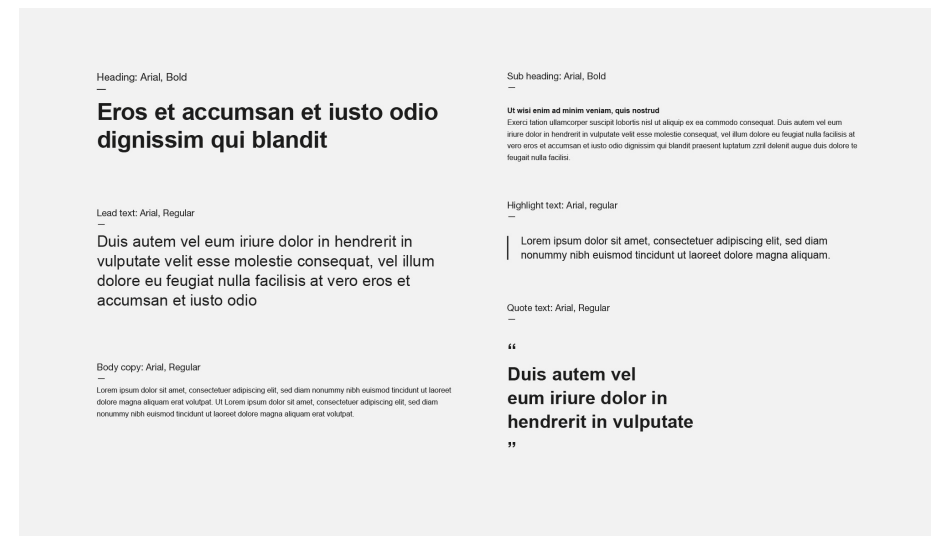 Heading: Arial, Bold
—
Eros et accumsan et iusto odio
dignissim qui blandit
Lead text: Arial, Regular
—
Duis autem vel eum iriure dolor in hendrerit in
vulputate velit esse molestie consequat, vel illum
dolore eu feugiat nulla facilisis at vero eros et
accumsan et iusto odio
Body copy: Arial, Regular
—
Lorem ipsum dolor sit amet, consectetuer adipiscing elit, sed diam nonummy nibh euismod tincidunt ut laoreet
dolore magna aliquam erat volutpat. Ut Lorem ipsum dolor sit amet, consectetuer adipiscing elit, sed diam
nonummy nibh euismod tincidunt ut laoreet dolore magna aliquam erat volutpat.
Sub heading: Arial, Bold
—
Ut wisi enim ad minim veniam, quis nostrud
Exerci tation ullamcorper suscipit lobortis nisl ut aliquip ex ea commodo consequat. Duis autem vel eum
iriure dolor in hendrerit in vulputate velit esse molestie consequat, vel illum dolore eu feugiat nulla facilisis at
vero eros et accumsan et iusto odio dignissim qui blandit praesent luptatum zzril delenit augue duis dolore te
feugait nulla facilisi.
Highlight text: Arial, regular
—
Lorem ipsum dolor sit amet, consectetuer adipiscing elit, sed diam
nonummy nibh euismod tincidunt ut laoreet dolore magna aliquam.
Quote text: Arial, Regular
—
“
Duis autem vel
eum iriure dolor in
hendrerit in vulputate
”